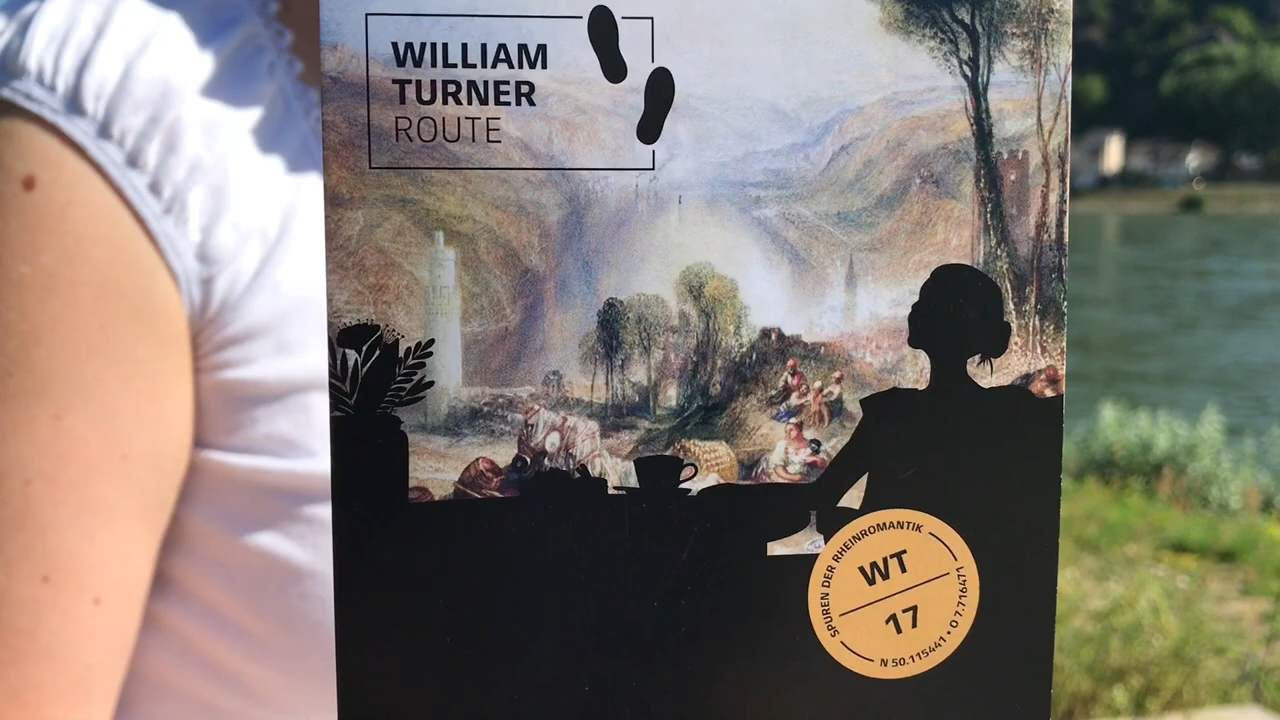 WILLIAM
TURNER
ROUTE
SPUREN DER RHEINROMANTIK
WT
17
N 50.115441 • O 7.716471